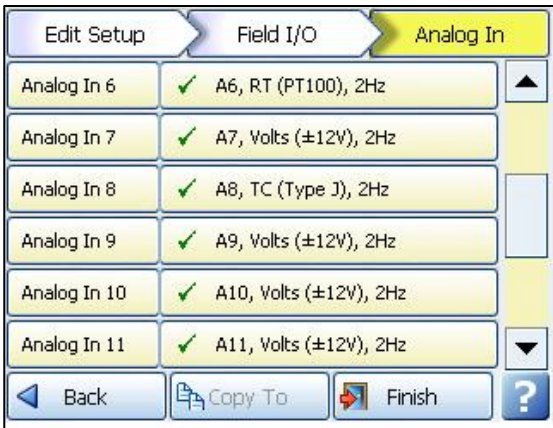 Edit Setup Field I/O Analog In
Analog In 6 A6, RT (PT100), 2Hz
Analog In 7 A7, Volts (±12V), 2Hz
Analog In 8 A8, TC (Type J), 2Hz
Analog In 9 A9, Volts (±12V), 2Hz
Analog In 10 A10, Volts (±12V), 2Hz
Analog In 11 A11, Volts (±12V), 2Hz
Back Copy To Finish ?